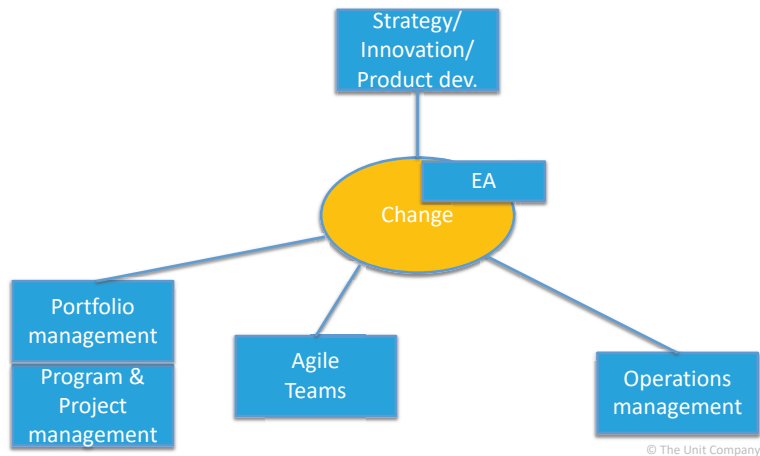 Strategy/
Innovation/
Product dev.
EA
Change
Portfolio
management
Program &
Project
management
Agile
Teams
Operations
management
© The Unit Company